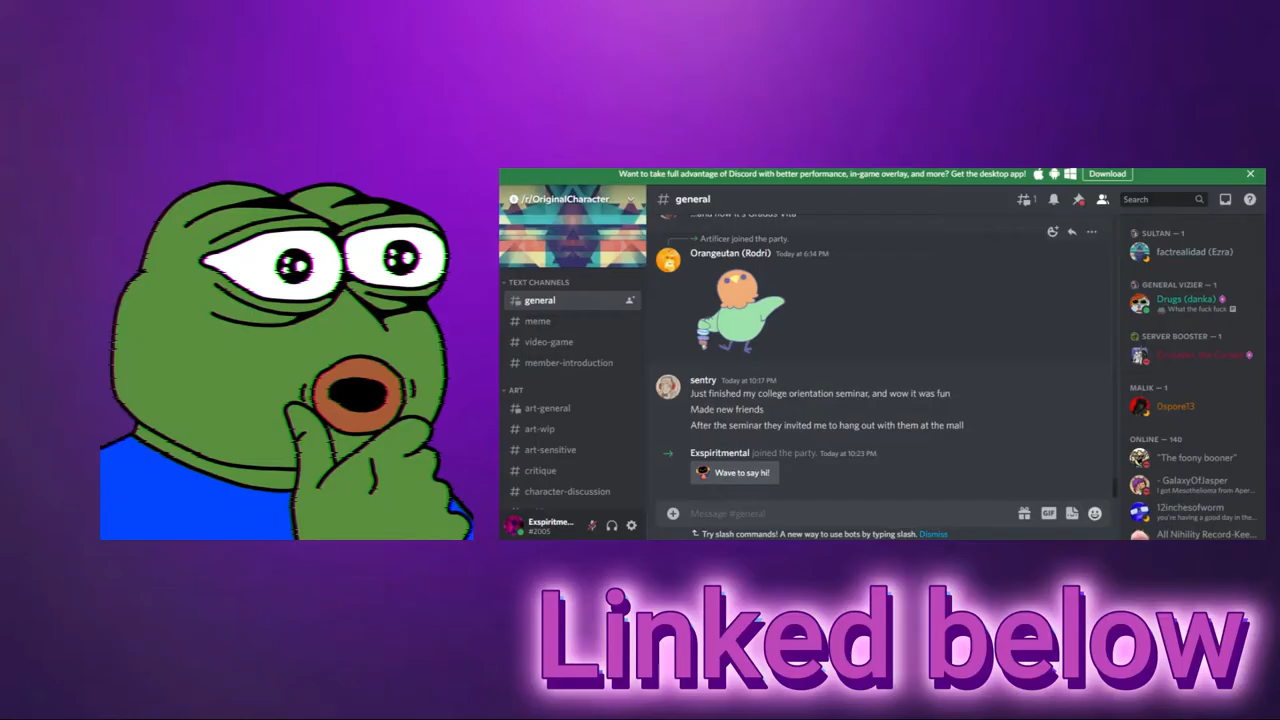 Want to take full advantage of Discord with better performance, in-game overlay, and more? Get the desktop app!
Download
/r/OriginalCharacter
general
Search
TEXT CHANNELS
general
meme
video-game
member-introduction
ART
art-general
art-wip
art-sensitive
critique
character-discussion
Exspiritme...
#2005
Artificer joined the party.
Orangeutan (Rodri) Today at 6:14 PM
sentry Today at 10:17 PM
Just finished my college orientation seminar, and wow it was fun
Made new friends
After the seminar they invited me to hang out with them at the mall
Exspiritmental joined the party. Today at 10:23 PM
Wave to say hi!
Message #general
Try slash commands! A new way to use bots by typing slash. Dismiss
1
SULTAN — 1
factrealidad (Ezra)
GENERAL VIZIER — 1
Drugs (danka)
What the fuck fuck
SERVER BOOSTER — 1
MALIK — 1
0spore13
ONLINE — 140
"The foony booner"
- GalaxyOfJasper
I got Mesothelioma from Aper...
12inchesofworm
you're having a good day in the...
All Nihility Record-Kee...
Linked below